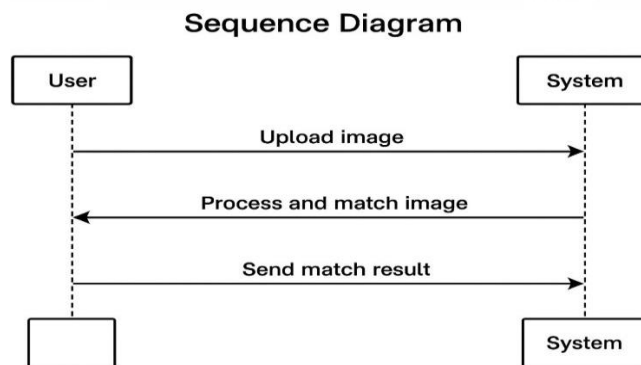 Sequence Diagram
User
System
Upload image
Process and match image
Send match result
System